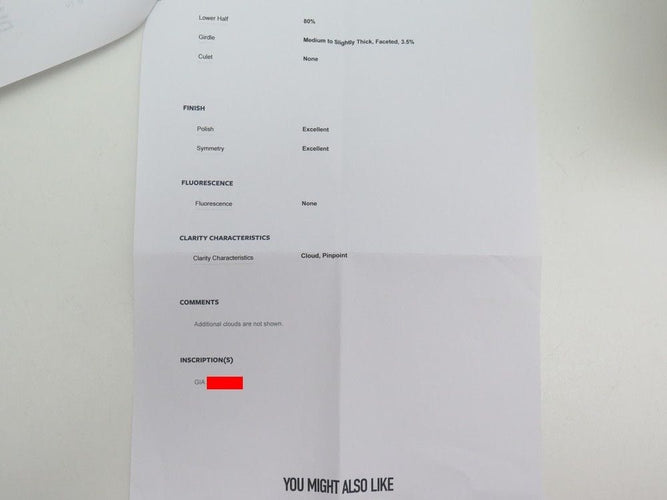 Lower Half 80%
Girdle Medium to Slightly Thick, Faceted, 3.5%
Culet None
FINISH
Polish Excellent
Symmetry Excellent
FLUORESCENCE
Fluorescence None
CLARITY CHARACTERISTICS
Clarity Characteristics Cloud, Pinpoint
COMMENTS
Additional clouds are not shown.
INSCRIPTION(S)
GIA
YOU MIGHT ALSO LIKE